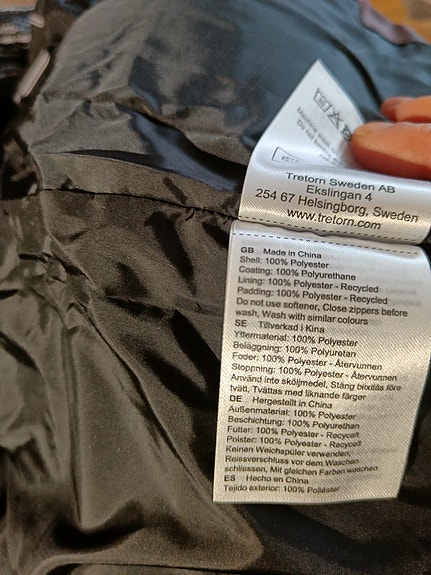 Machine wash
Do not
Tretorn Sweden AB
Ekslingan 4
254 67 Helsingborg, Sweden
www.tretorn.com
GB Made in China
Shell: 100% Polyester
Coating: 100% Polyurethane
Lining: 100% Polyester - Recycled
Padding: 100% Polyester - Recycled
Do not use softener, Close zippers before
wash, Wash with similar colours
SE Tillverkad i Kina
Yttermaterial: 100% Polyester
Beläggning: 100% Polyuretan
Foder: 100% Polyester - Återvunnen
Stoppning: 100% Polyester - Återvunnen
Använd inte sköljmedel, Stäng blixtlås före
tvätt, Tvättas med liknande färger
DE Hergestellt in China
Außenmaterial: 100% Polyester
Beschichtung: 100% Polyurethan
Futter: 100% Polyester - Recycelt
Polster: 100% Polyester - Recycelt
Keinen Weichspüler verwenden,
Reissverschluss vor dem Waschen
schliessen, Mit gleichen Farben waschen
ES Hecho en China
Tejido exterior: 100% Poliéster